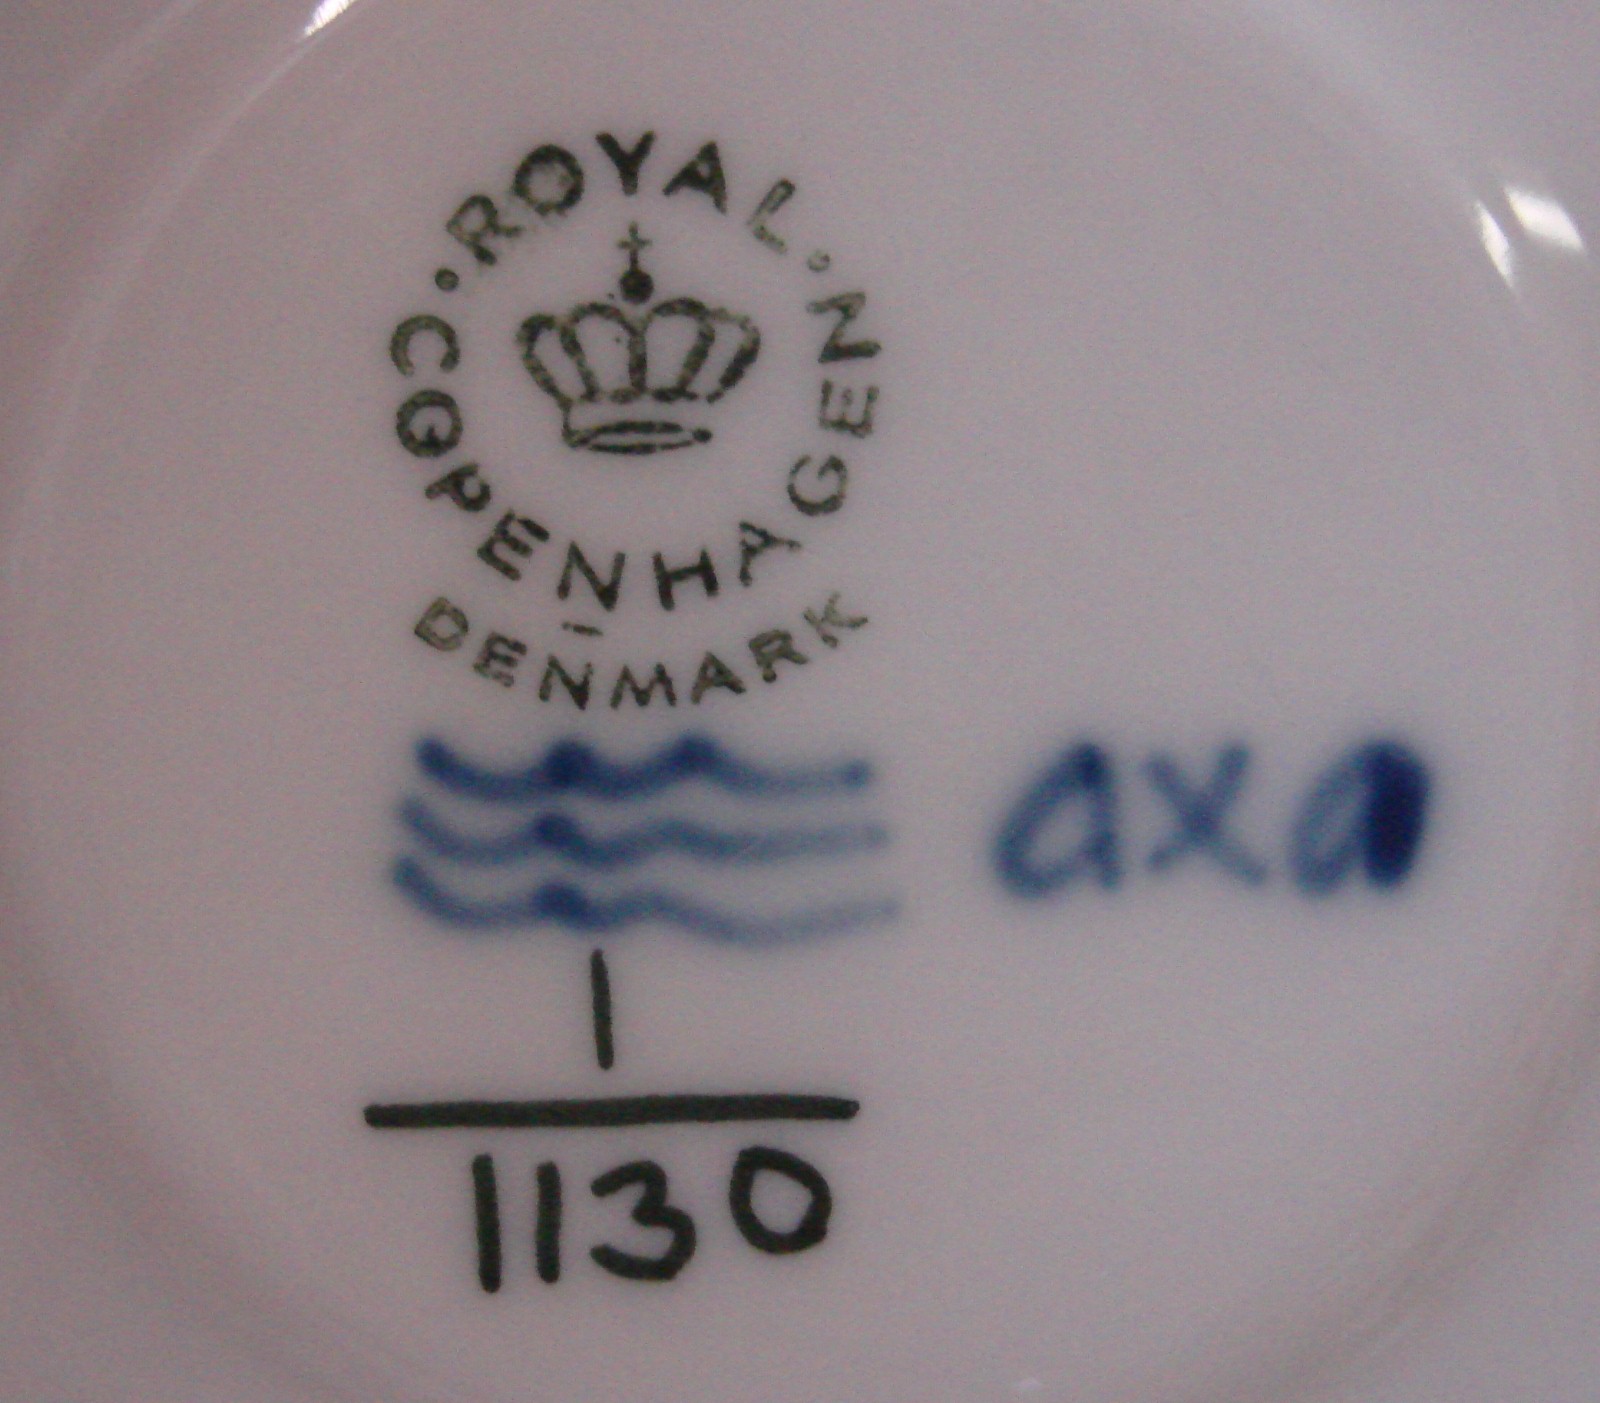 ROYAL
COPENHAGEN
DENMARK
axa
1
1130